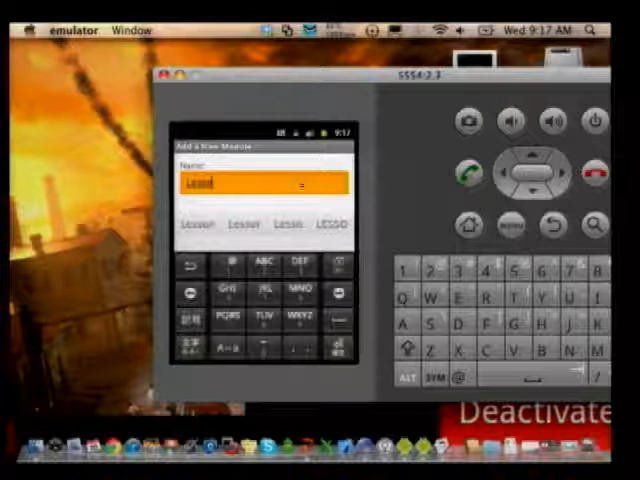 emulator Window
Wed 9:17 AM
5554:2.3
9:17
Add a New Module
Name:
Lesso
Lesson Lesson Lesso LESSO
@ ABC DEF
GHI JKL MNO
PQRS TUV WXYZ
A→a
MENU
1 2 3 4 5 6 7 8
Q W E R T Y U I
A S D F G H J K
Z X C V B N M
ALT SYM @ /
Deactivate